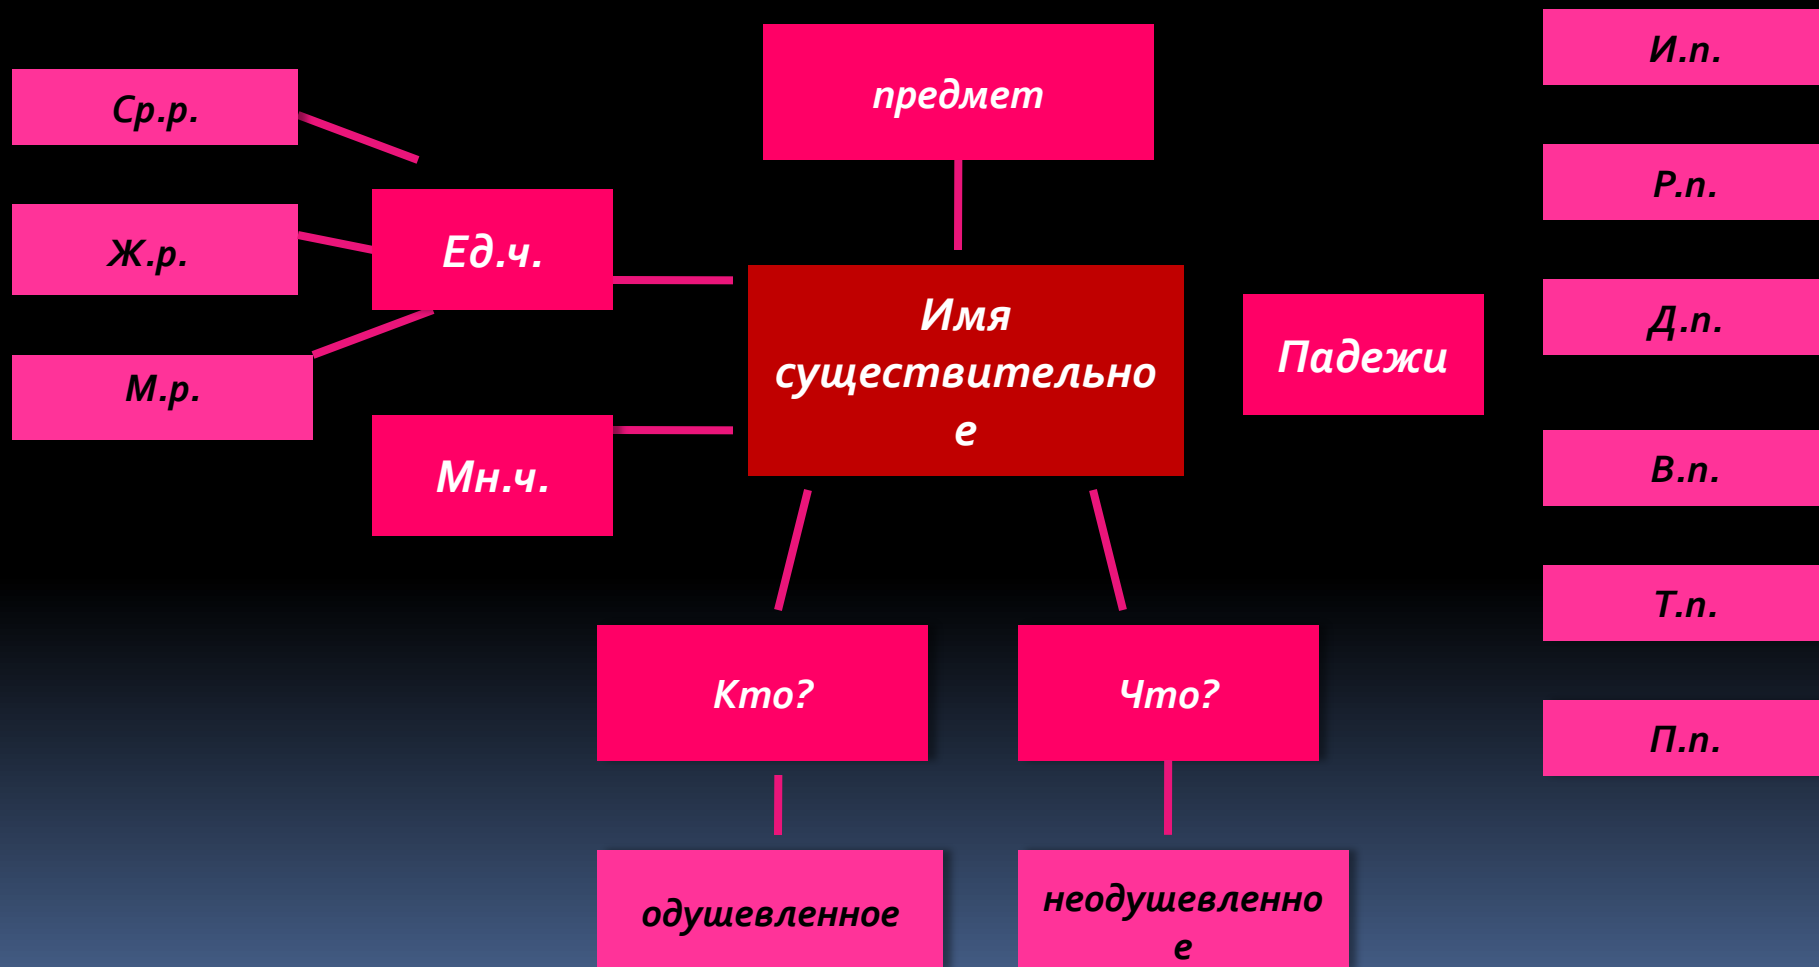 предмет
И.п.
Ср.р.
Р.п.
Ж.р.
Ед.ч.
Имя
существительно
е
Падежи
Д.п.
М.р.
Мн.ч.
В.п.
Т.п.
Кто?
Что?
П.п.
одушевленное
неодушевленно
е